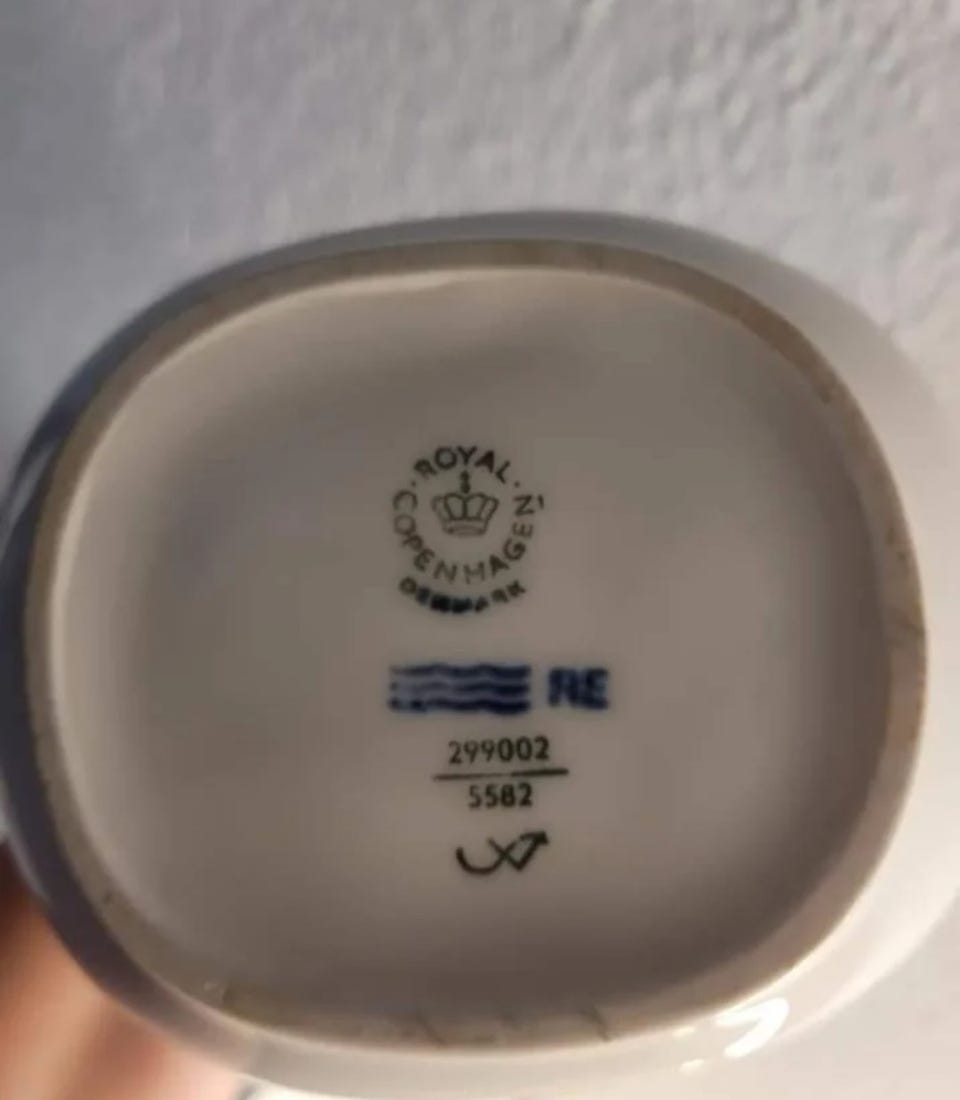 ROYAL
COPENHAGEN
DENMARK
RE
299002
5582